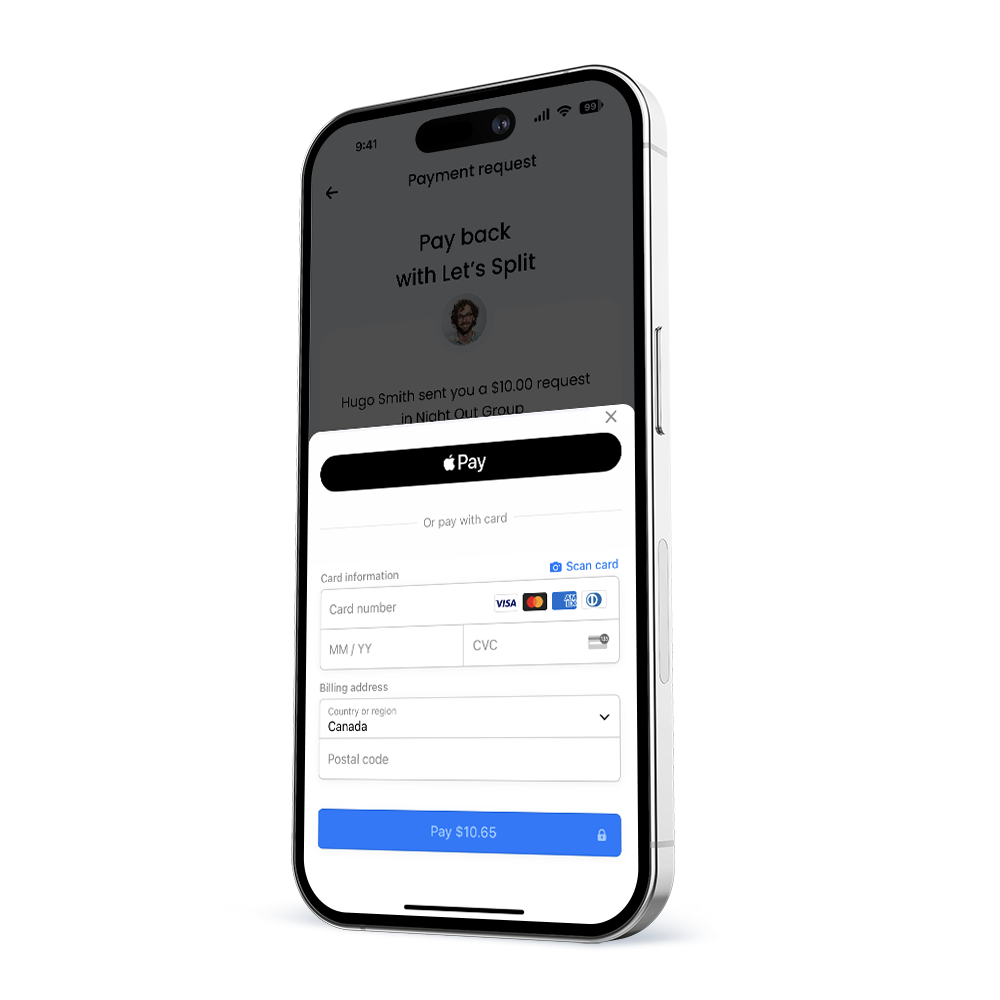 9:41
99
Payment request
Pay back
with Let's Split
Hugo Smith sent you a $10.00 request
in Night Out Group
Pay
Or pay with card
Card information
Scan card
Card number
VISA
AM
EX
MM / YY
CVC
Billing address
Country or region
Canada
Postal code
Pay $10.65